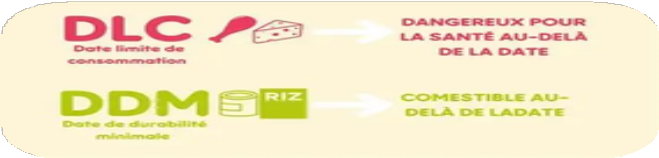 DLC
Date limite de
consommation
DANGEREUX POUR
LA SANTÉ AU-DELÀ
DE LA DATE
DDM
Date de durabilité
minimale
RIZ
COMESTIBLE AU-
DELÀ DE LADATE